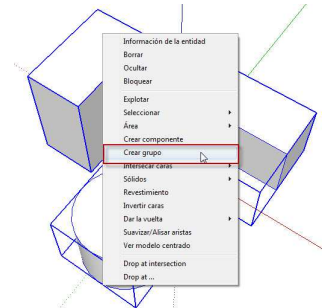 Información de la entidad
Borrar
Ocultar
Bloquear
Explotar
Seleccionar
Área
Crear componente
Crear grupo
Intersecar caras
Sólidos
Revestimiento
Invertir caras
Dar la vuelta
Suavizar/Alisar aristas
Ver modelo centrado
Drop at intersection
Drop at ...